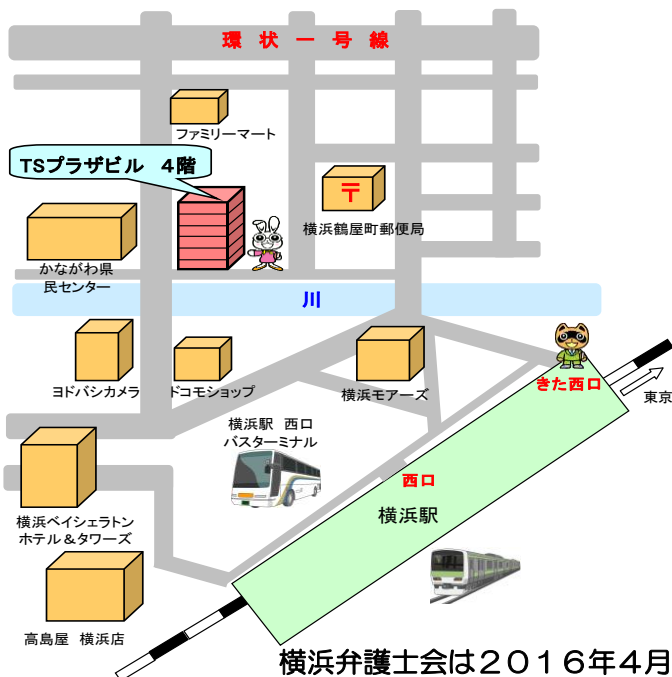 環状一号線
ファミリーマート
TSプラザビル 4階
〒
横浜鶴屋町郵便局
かながわ県
民センター
川
ヨドバシカメラ
ドコモショップ
横浜モアーズ
きた西口
東京
横浜駅 西口
バスターミナル
西口
横浜駅
横浜ベイシェラトン
ホテル&タワーズ
高島屋 横浜店
横浜弁護士会は2016年4月